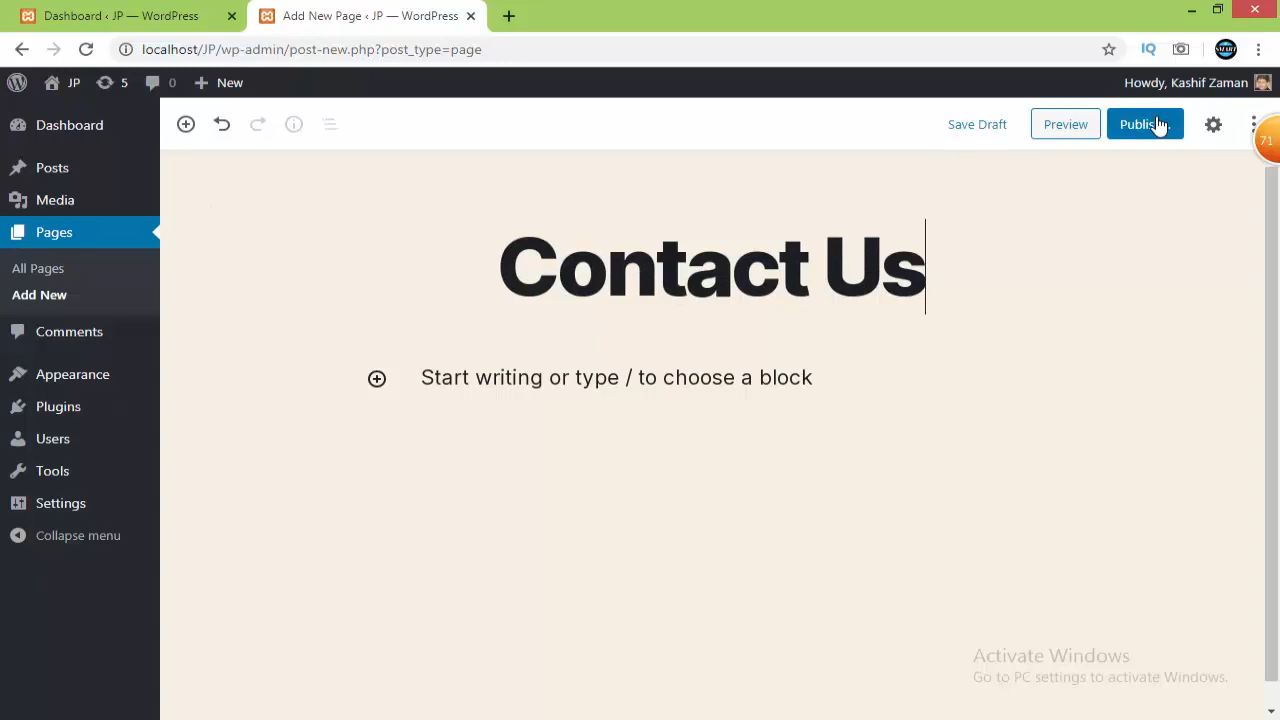 Dashboard ‹ JP — WordPress
Add New Page ‹ JP — WordPress
localhost/JP/wp-admin/post-new.php?post_type=page
IQ
JP
5
0
New
Howdy, Kashif Zaman
Dashboard
Save Draft
Preview
71
Posts
Media
Pages
All Pages
Add New
Comments
Appearance
Plugins
Users
Tools
Settings
Collapse menu
Contact Us
Start writing or type / to choose a block
Activate Windows
Go to PC settings to activate Windows.